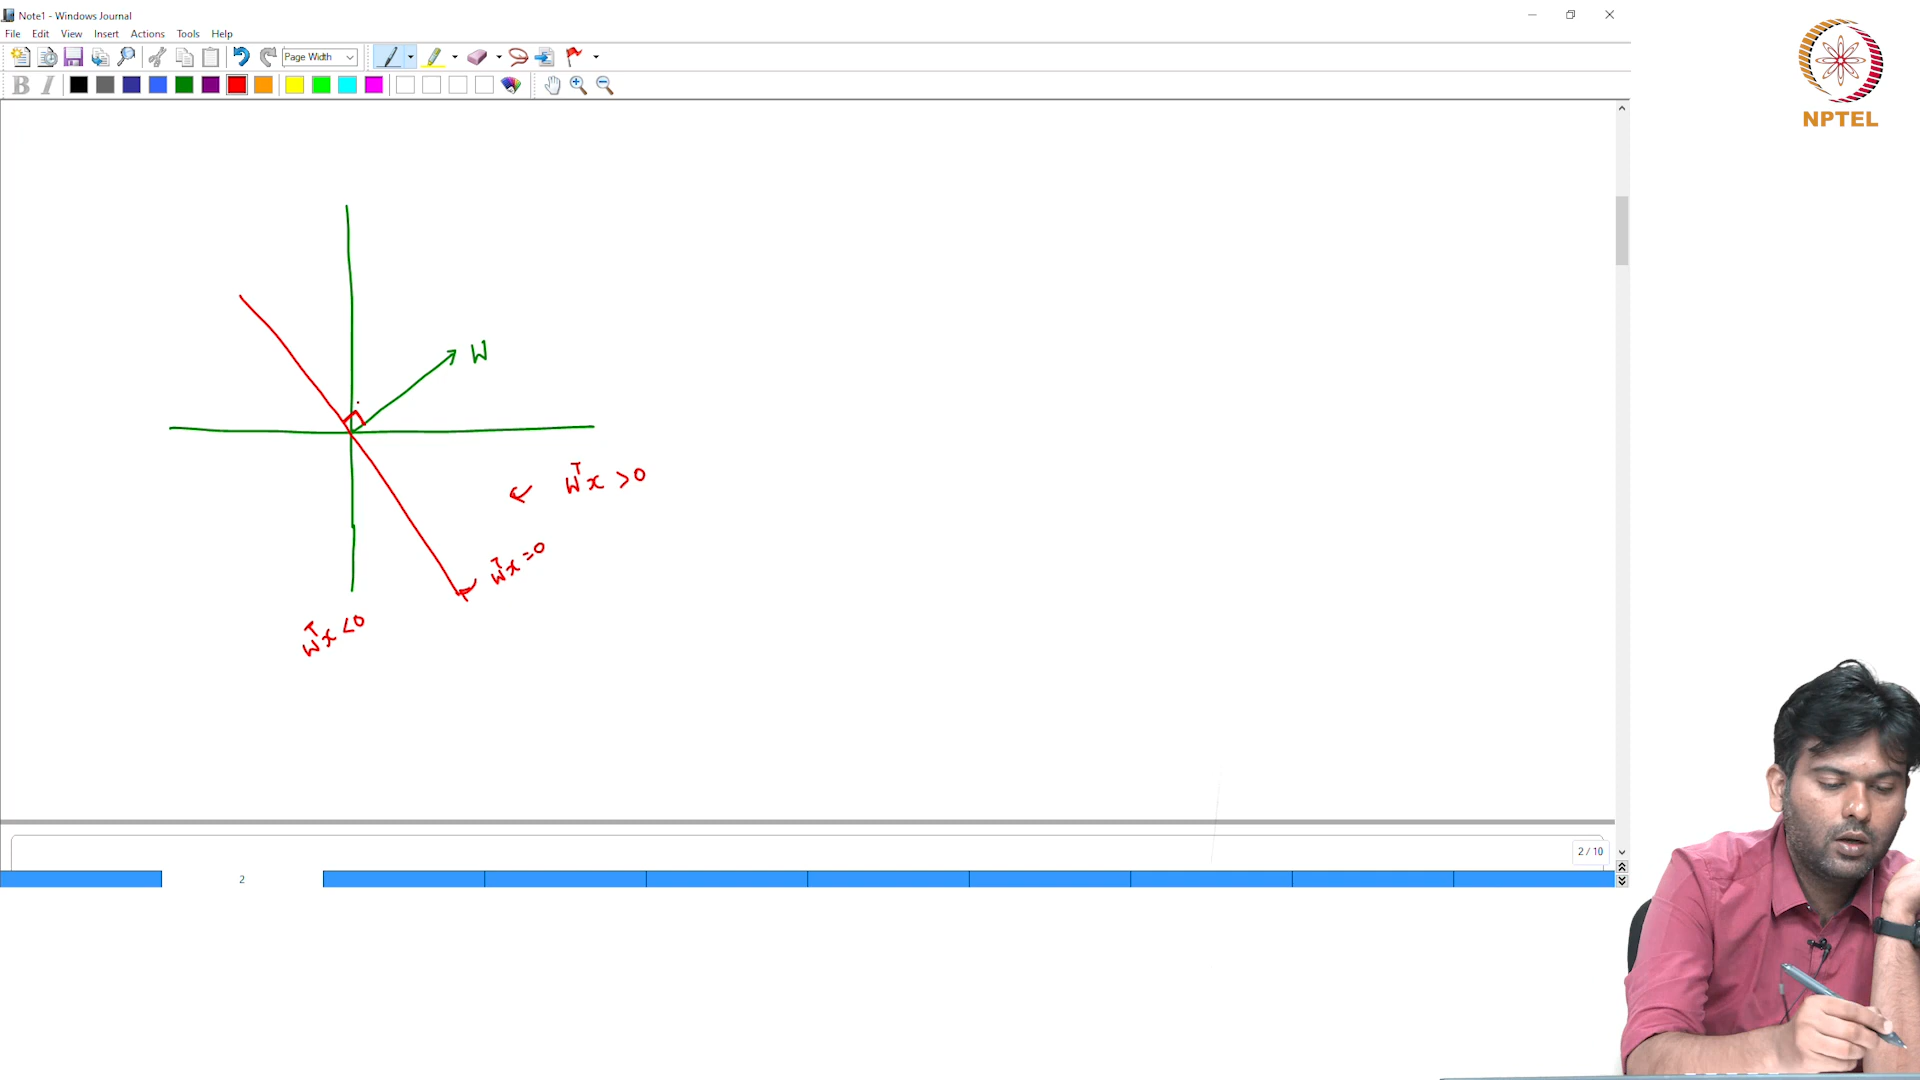 Note1 - Windows Journal
File Edit View Insert Actions Tools Help
Page Width
B I
NPTEL
W
Wᵀx > 0
Wᵀx = 0
Wᵀx < 0
2 / 10
2